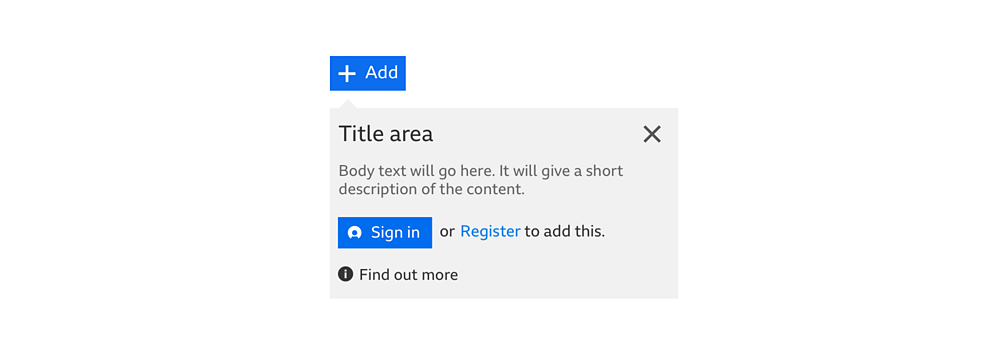 Add
Title area
Body text will go here. It will give a short
description of the content.
Sign in or Register to add this.
Find out more